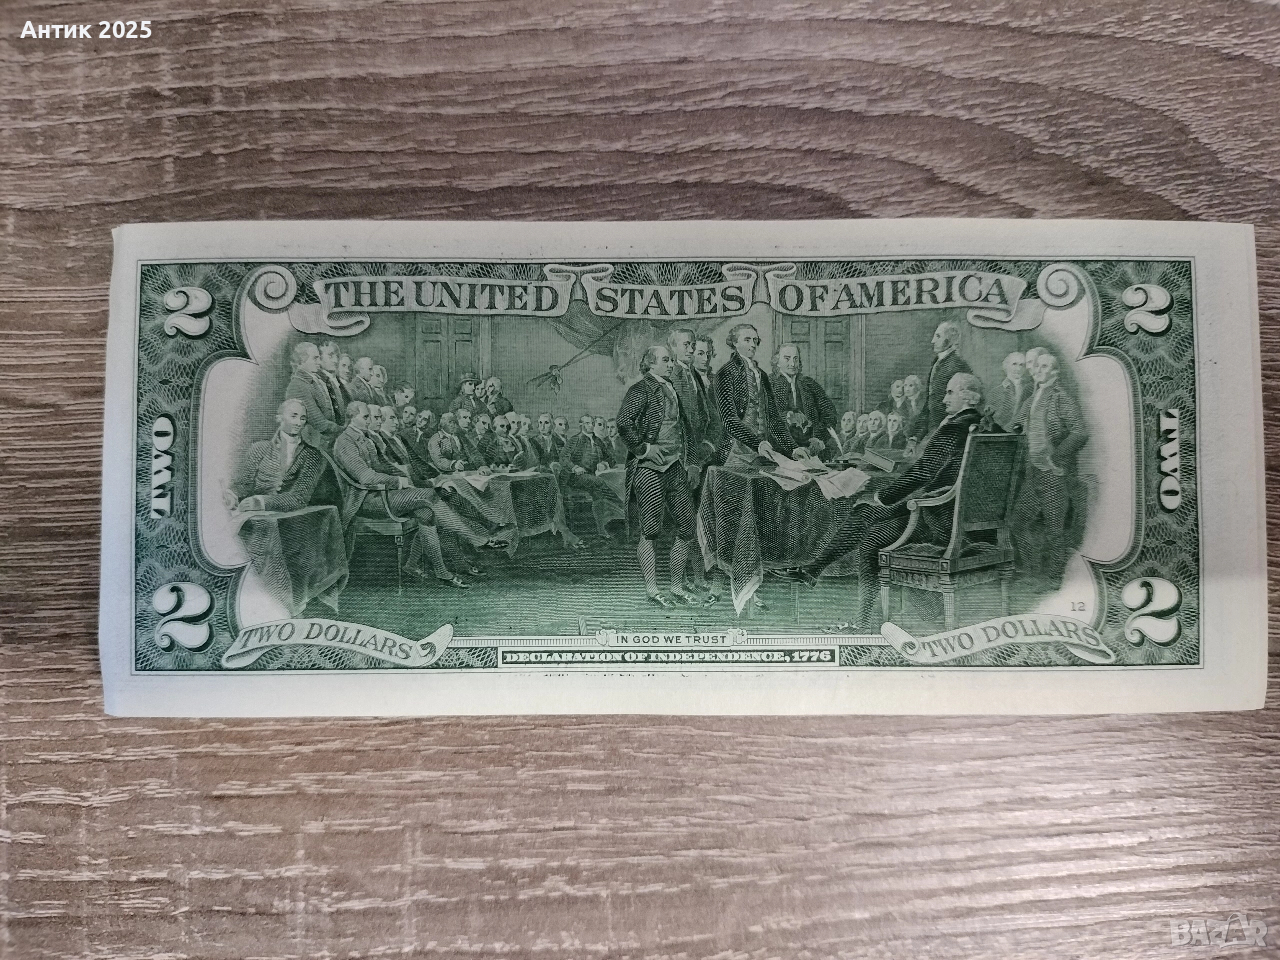 Антик 2025
2 THE UNITED STATES OF AMERICA 2
TWO
TWO
12
2 TWO DOLLARS IN GOD WE TRUST TWO DOLLARS 2
DECLARATION OF INDEPENDENCE, 1776
BAZAR